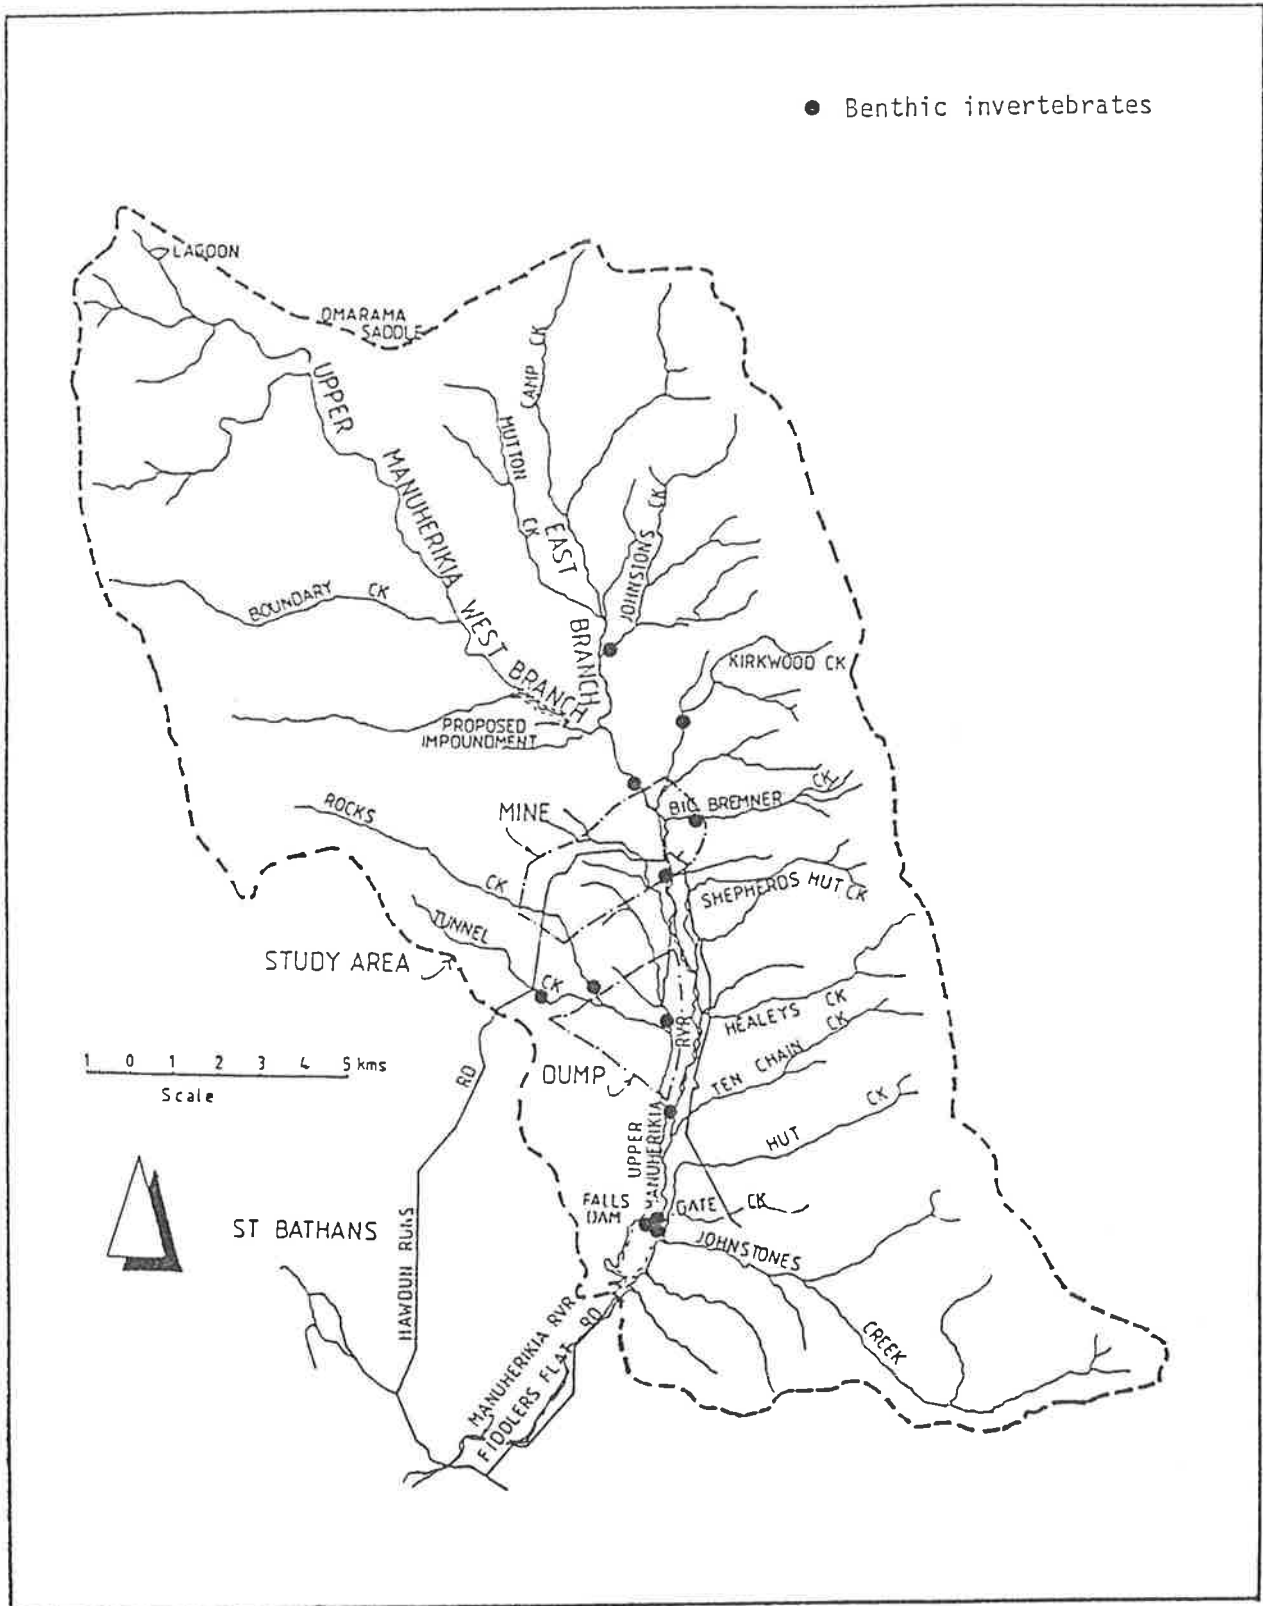 Benthic invertebrates
LAGOON
OMARAMA
SADDLE
UPPER
MANUHERIKIA
WEST BRANCH
MUTTON
CK
CAMP CK
EAST
BRANCH
JOHNSTONS CK
BOUNDARY CK
KIRKWOOD CK
PROPOSED
IMPOUNDMENT
MINE
BIG BREMNER CK
ROCKS
CK
SHEPHERDS HUT
CK
TUNNEL
CK
STUDY AREA
HEALEYS CK
RVR
TEN CHAIN CK
1 0 1 2 3 4 5 kms
Scale
RD
DUMP
HUT
CK
UPPER
MANUHERIKIA
FALLS
DAM
GATE CK
ST BATHANS
JOHNSTONES
CREEK
HAWDUN RUNS
MANUHERIKIA RVR
FIDDLERS FLAT RD